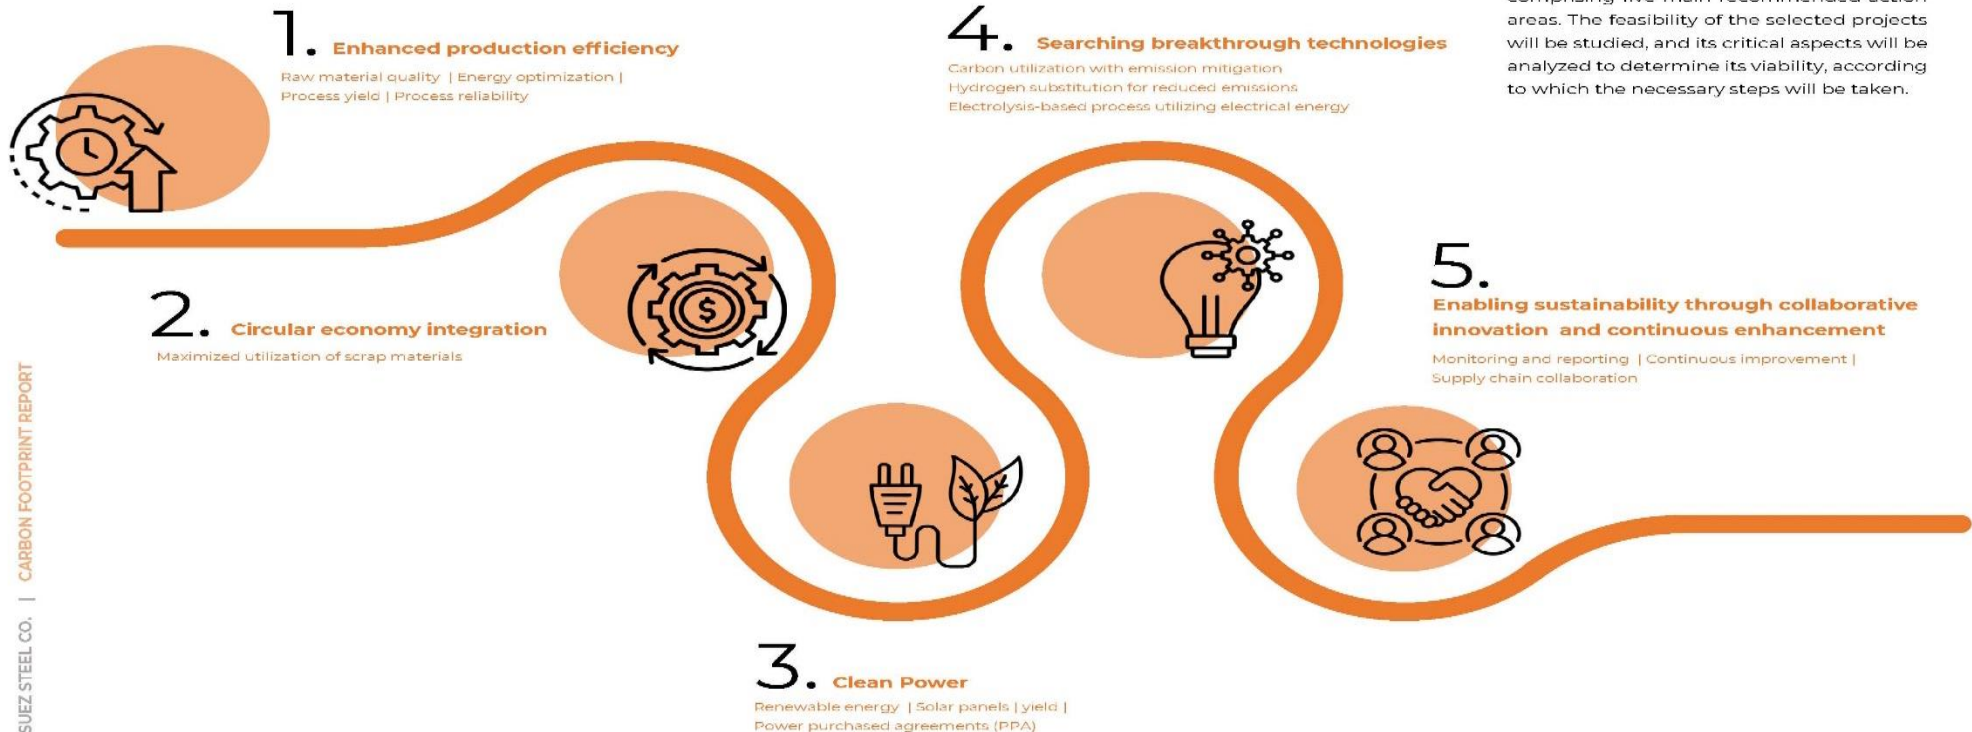 1. Enhanced production efficiency
Raw material quality | Energy optimization |
Process yield | Process reliability
2. Circular economy integration
Maximized utilization of scrap materials
3. Clean Power
Renewable energy | Solar panels | yield |
Power purchased agreements (PPA)
4. Searching breakthrough technologies
Carbon utilization with emission mitigation
Hydrogen substitution for reduced emissions
Electrolysis-based process utilizing electrical energy
5.
Enabling sustainability through collaborative
innovation and continuous enhancement
Monitoring and reporting | Continuous improvement |
Supply chain collaboration
comprising five main recommended action
areas. The feasibility of the selected projects
will be studied, and its critical aspects will be
analyzed to determine its viability, according
to which the necessary steps will be taken.
SUEZ STEEL CO. | CARBON FOOTPRINT REPORT
$